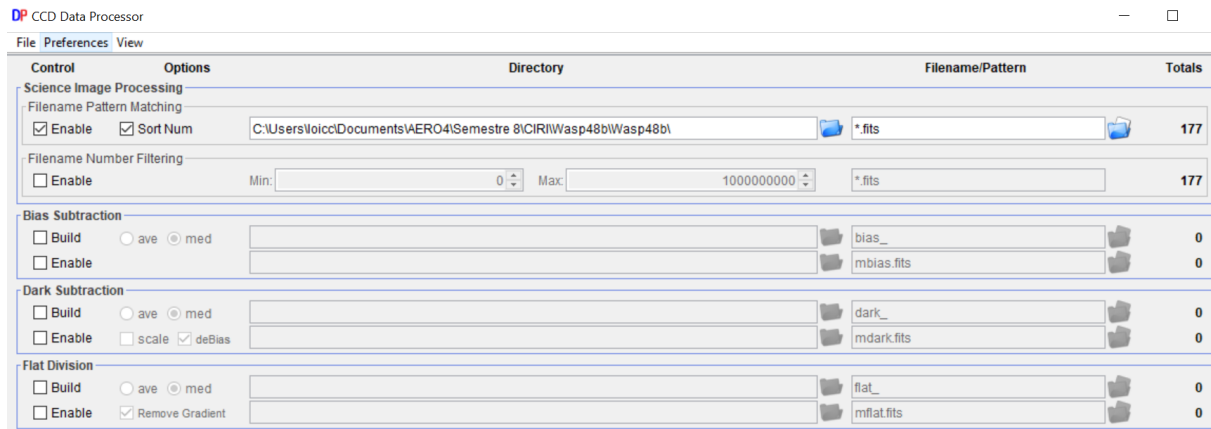 DP CCD Data Processor
File Preferences View
Control Options Directory Filename/Pattern Totals
Science Image Processing
Filename Pattern Matching
Enable Sort Num C:\Users\loicc\Documents\AERO4\Semestre 8\CIRI\Wasp48b\Wasp48b\ *.fits 177
Filename Number Filtering
Enable Min: 0 Max: 1000000000 *.fits 177
Bias Subtraction
Build ave med bias_ 0
Enable mbias.fits 0
Dark Subtraction
Build ave med dark_ 0
Enable scale deBias mdark.fits 0
Flat Division
Build ave med flat_ 0
Enable Remove Gradient mflat.fits 0